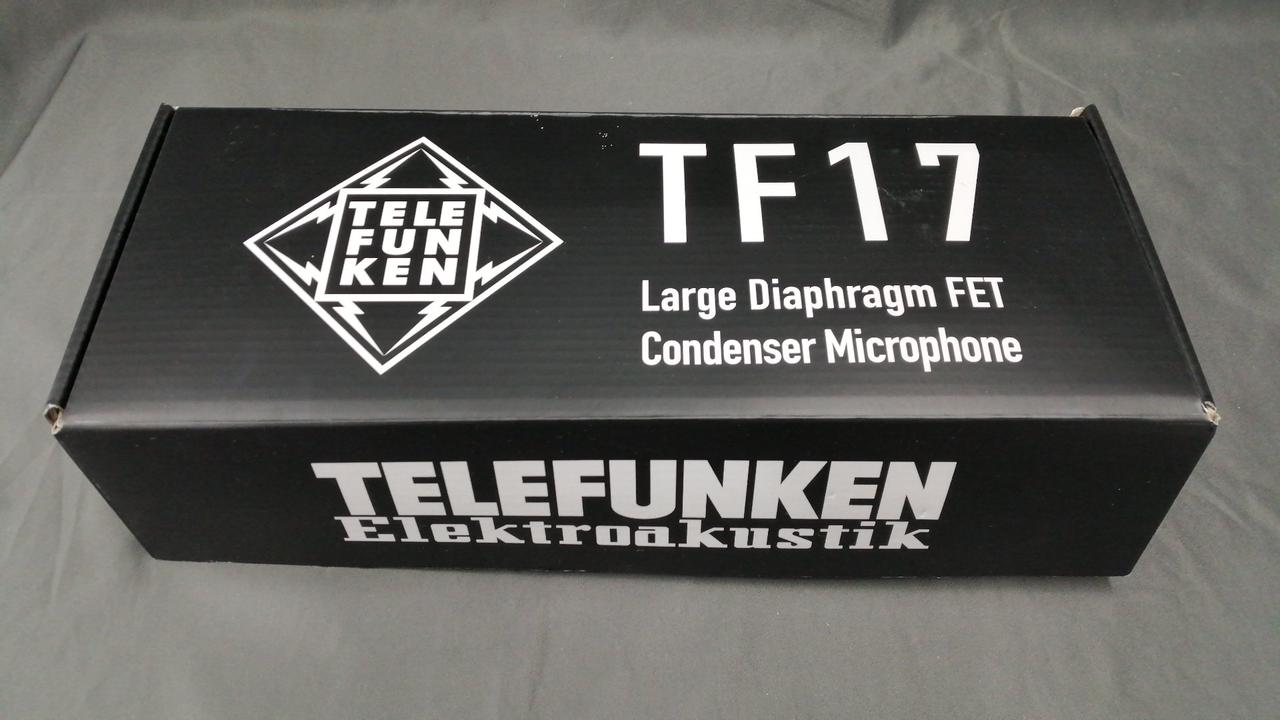 TELE
FUN
KEN
TF17
Large Diaphragm FET
Condenser Microphone
TELEFUNKEN
Elektroakustik